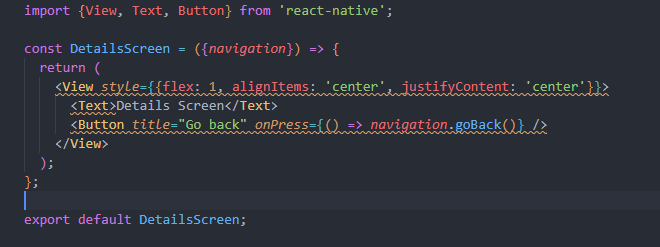 import {View, Text, Button} from 'react-native';
const DetailsScreen = ({navigation}) => {
return (
<View style={{flex: 1, alignItems: 'center', justifyContent: 'center'}}>
<Text>Details Screen</Text>
<Button title="Go back" onPress={() => navigation.goBack()} />
</View>
);
};
export default DetailsScreen;